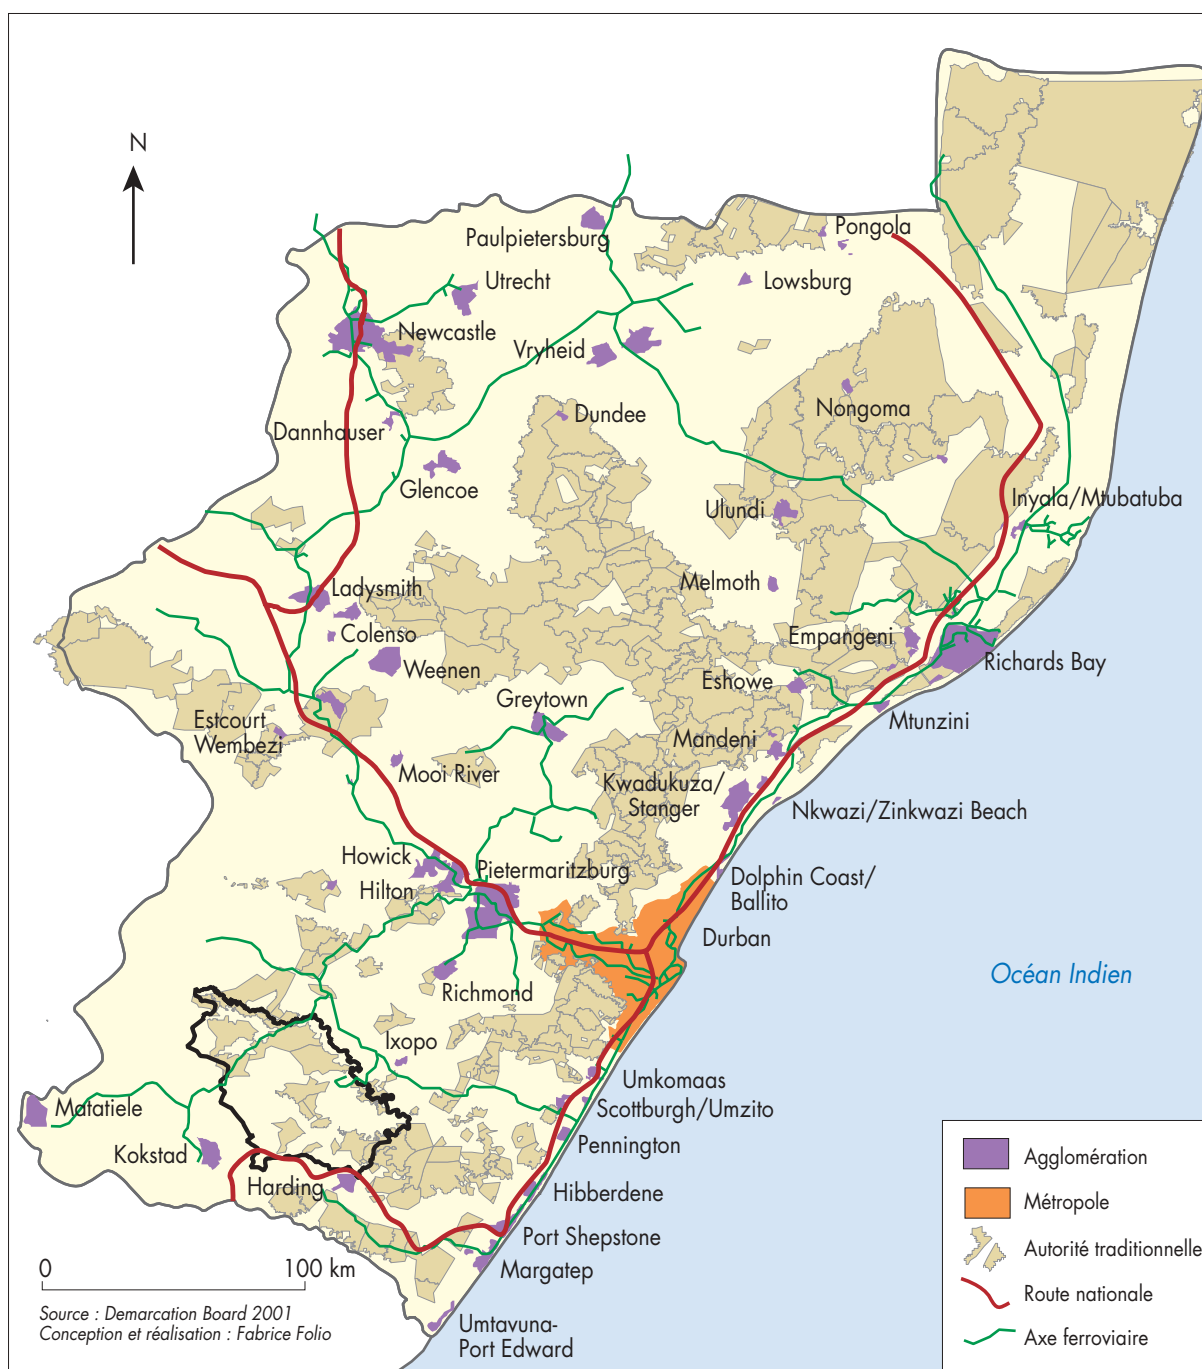 N
Paulpietersburg
Pongola
Utrecht
Lowsburg
Newcastle
Vryheid
Nongoma
Dundee
Dannhauser
Glencoe
Ulundi
Inyala/Mtubatuba
Ladysmith
Melmoth
Colenso
Empangeni
Weenen
Richards Bay
Eshowe
Greytown
Mtunzini
Estcourt
Wembezi
Mandeni
Mooi River
Kwadukuza/
Stanger
Nkwazi/Zinkwazi Beach
Howick
Pietermaritzburg
Hilton
Dolphin Coast/
Ballito
Durban
Richmond
Océan Indien
Ixopo
Umkomaas
Matatiele
Scottburgh/Umzito
Kokstad
Pennington
Harding
Hibberdene
Port Shepstone
Margatep
Umtavuna-
Port Edward
0 100 km
Source : Demarcation Board 2001
Conception et réalisation : Fabrice Folio
Agglomération
Métropole
Autorité traditionnelle
Route nationale
Axe ferroviaire